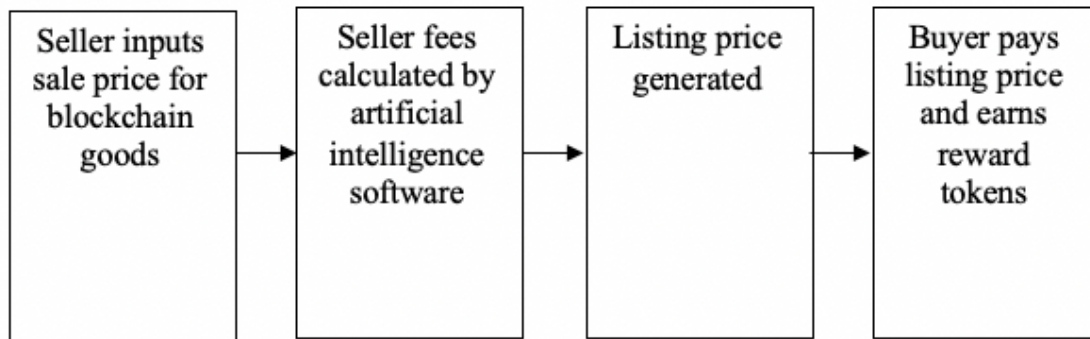 Seller inputs
sale price for
blockchain
goods
Seller fees
calculated by
artificial
intelligence
software
Listing price
generated
Buyer pays
listing price
and earns
reward
tokens